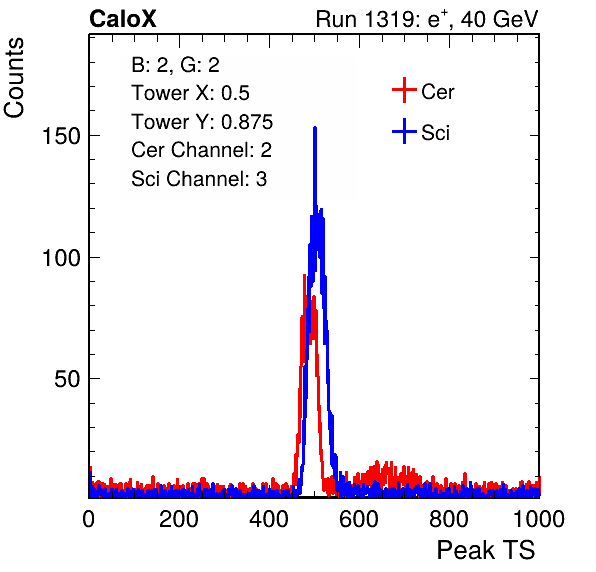 CaloX Run 1319: e⁺, 40 GeV
Counts
B: 2, G: 2
Tower X: 0.5
Tower Y: 0.875
Cer Channel: 2
Sci Channel: 3
Cer
Sci
150
100
50
0 200 400 600 800 1000
Peak TS